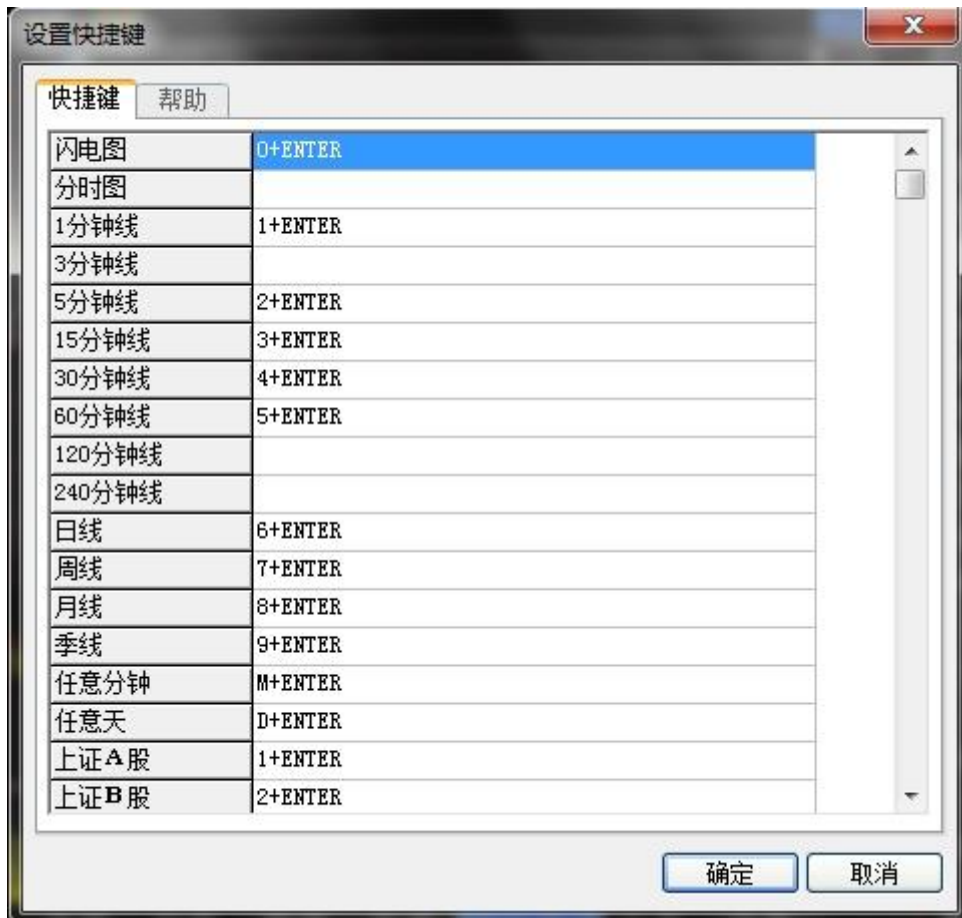 设置快捷键
快捷键 帮助
闪电图 0+ENTER
分时图
1分钟线 1+ENTER
3分钟线
5分钟线 2+ENTER
15分钟线 3+ENTER
30分钟线 4+ENTER
60分钟线 5+ENTER
120分钟线
240分钟线
日线 6+ENTER
周线 7+ENTER
月线 8+ENTER
季线 9+ENTER
任意分钟 M+ENTER
任意天 D+ENTER
上证A股 1+ENTER
上证B股 2+ENTER
确定 取消